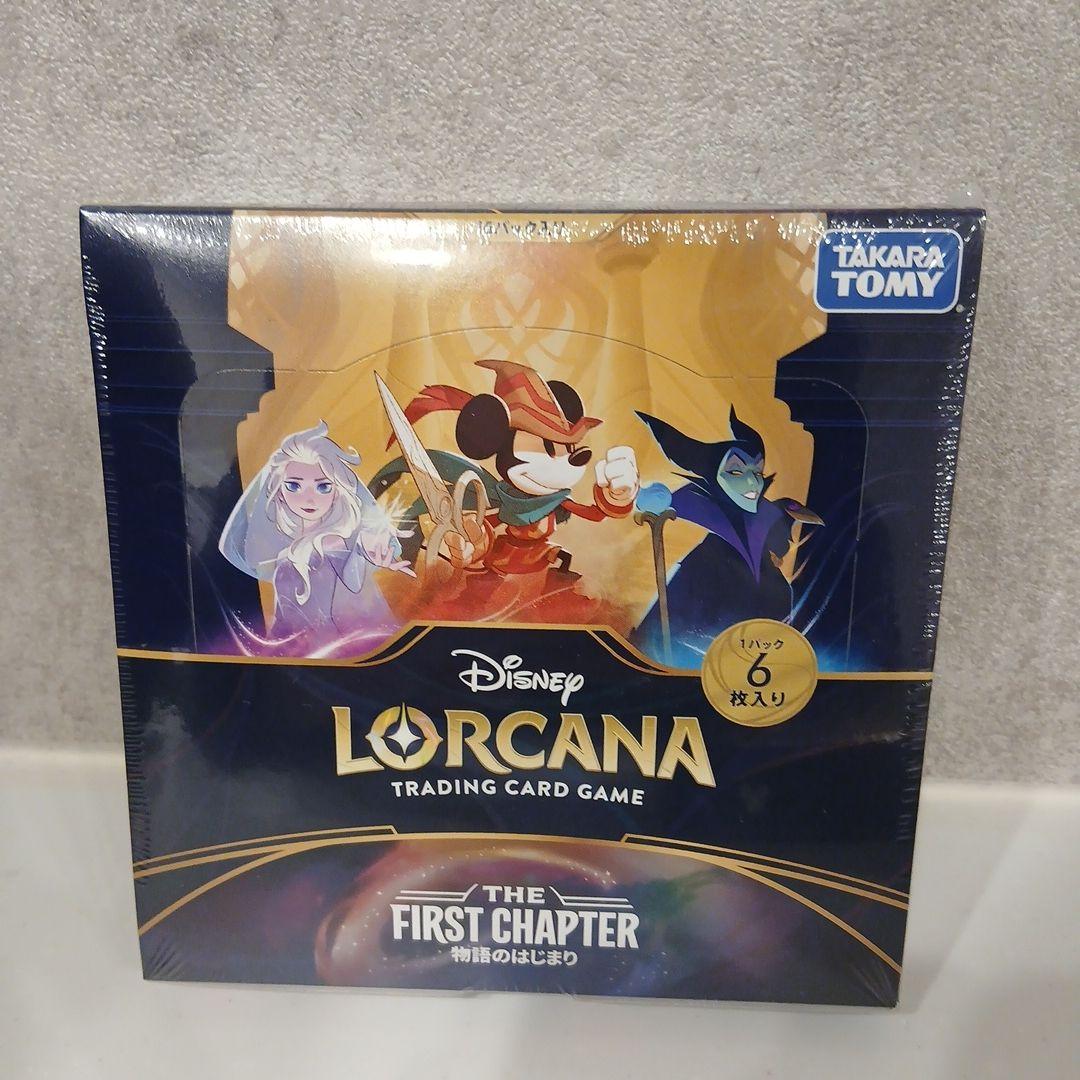 TAKARA
TOMY
1パック
6
枚入り
Disney
LORCANA
TRADING CARD GAME
THE
FIRST CHAPTER
物語のはじまり